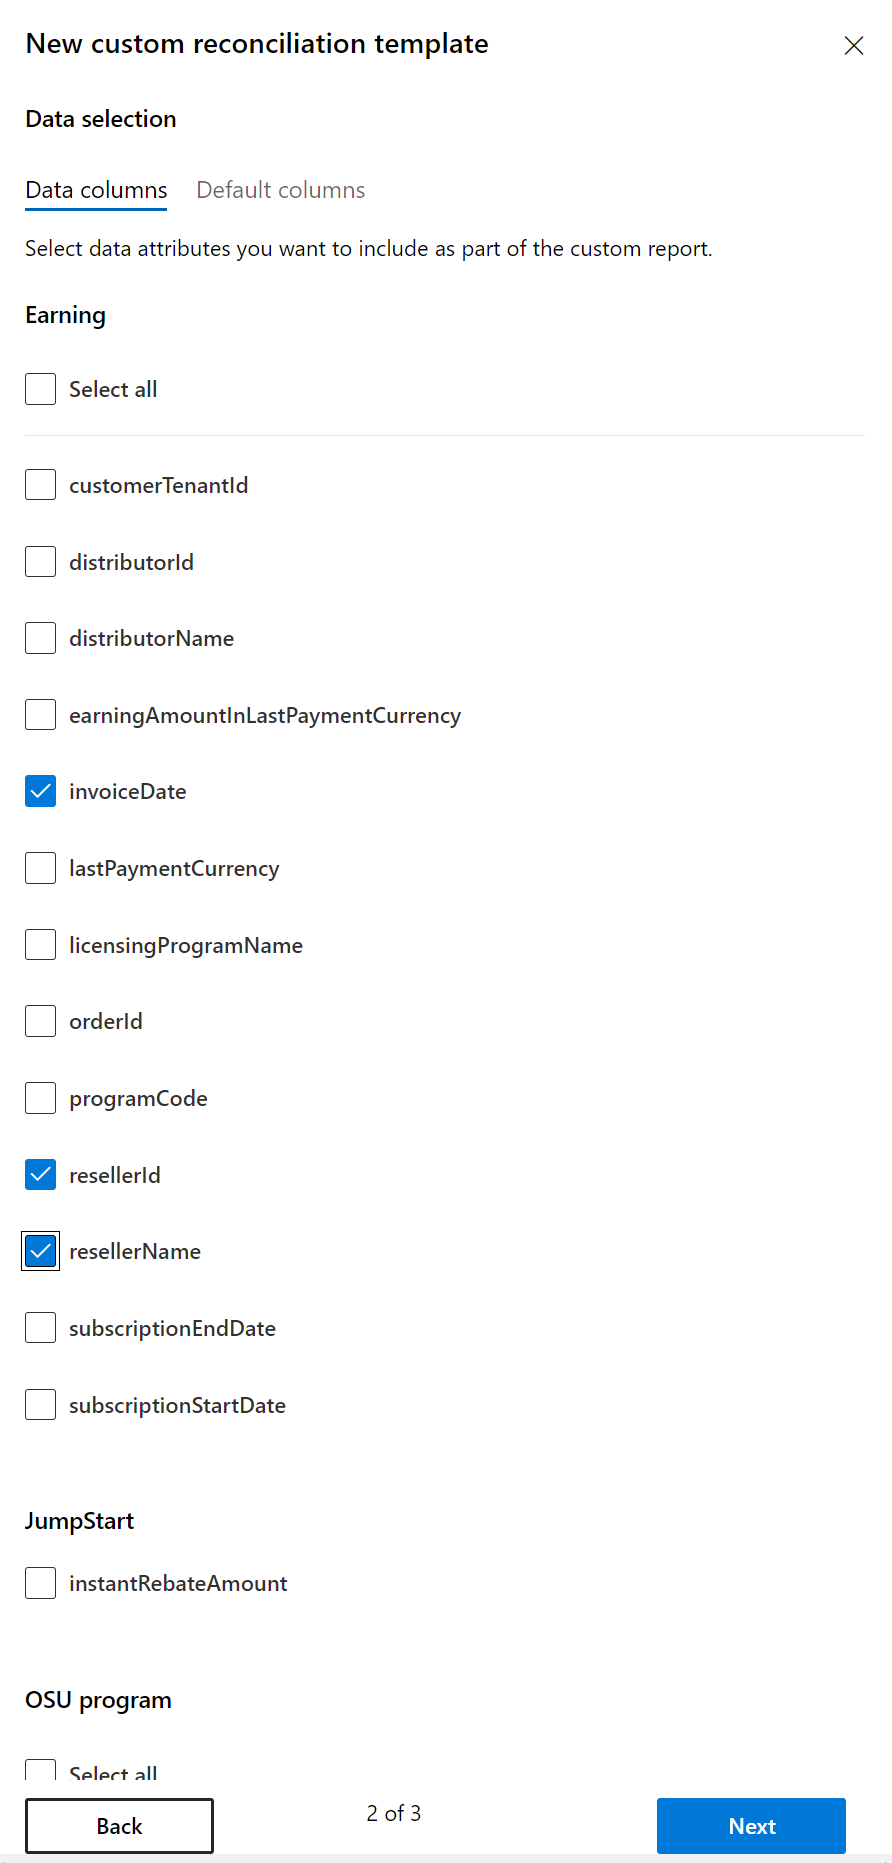 New custom reconciliation template
Data selection
Data columns Default columns
Select data attributes you want to include as part of the custom report.
Earning
Select all
customerTenantId
distributorId
distributorName
earningAmountInLastPaymentCurrency
invoiceDate
lastPaymentCurrency
licensingProgramName
orderId
programCode
resellerId
resellerName
subscriptionEndDate
subscriptionStartDate
JumpStart
instantRebateAmount
OSU program
Select all
Back 2 of 3 Next